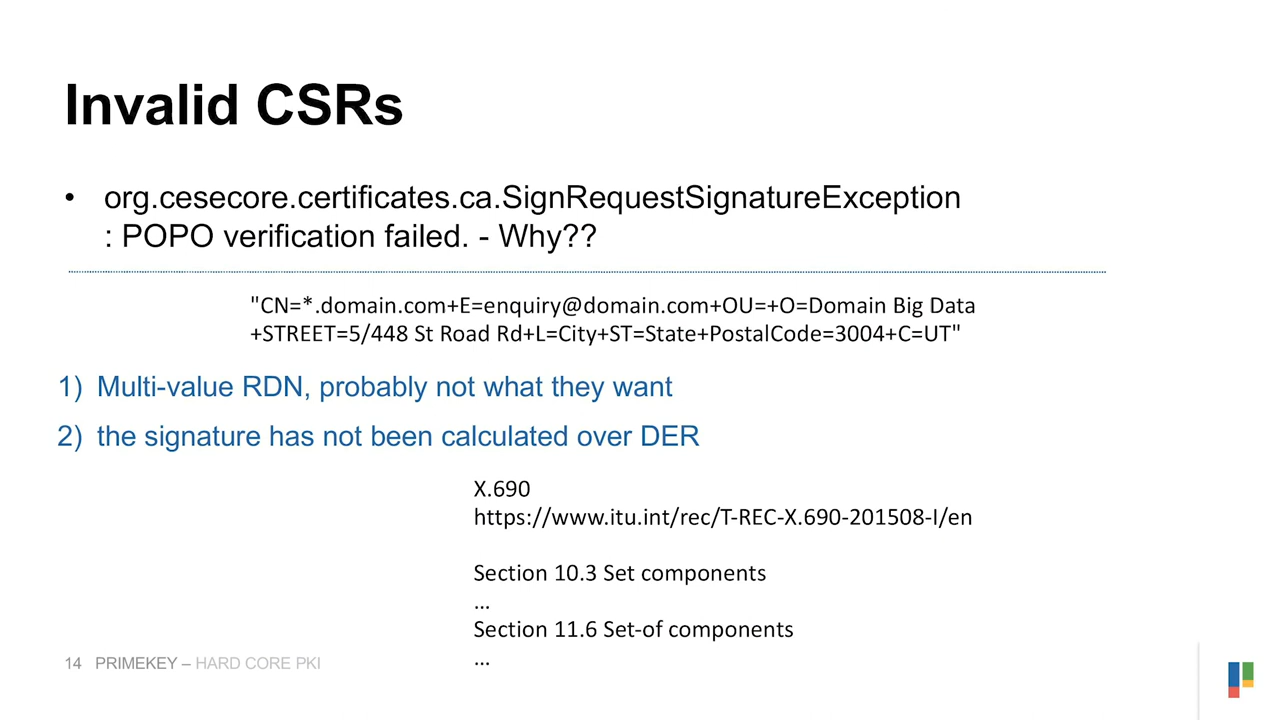 Invalid CSRs
• org.cesecore.certificates.ca.SignRequestSignatureException
: POPO verification failed. - Why??
"CN=*.domain.com+E=enquiry@domain.com+OU=+O=Domain Big Data
+STREET=5/448 St Road Rd+L=City+ST=State+PostalCode=3004+C=UT"
1) Multi-value RDN, probably not what they want
2) the signature has not been calculated over DER
X.690
https://www.itu.int/rec/T-REC-X.690-201508-I/en
Section 10.3 Set components
...
Section 11.6 Set-of components
...
14 PRIMEKEY – HARD CORE PKI